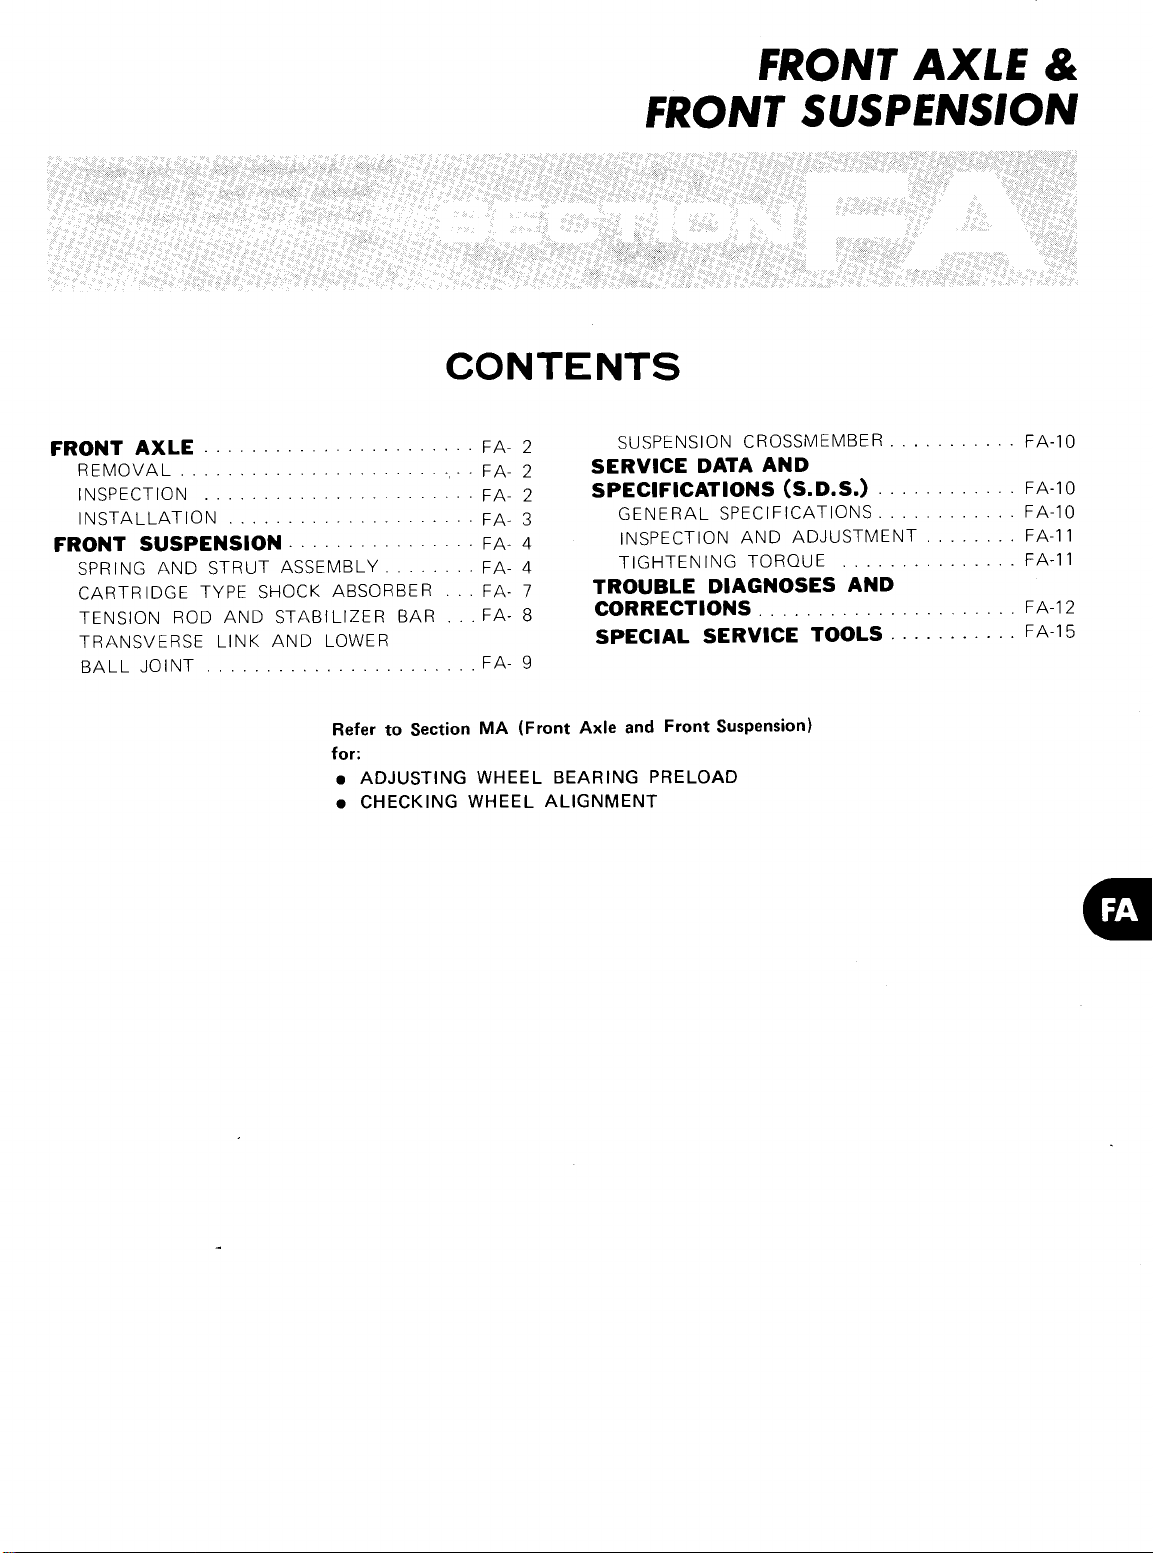 FRONT AXLE &
FRONT SUSPENSION
SECTION FA
CONTENTS
FRONT AXLE ....................... FA- 2
REMOVAL ......................... FA- 2
INSPECTION ....................... FA- 2
INSTALLATION ..................... FA- 3
FRONT SUSPENSION ................ FA- 4
SPRING AND STRUT ASSEMBLY ........ FA- 4
CARTRIDGE TYPE SHOCK ABSORBER ... FA- 7
TENSION ROD AND STABILIZER BAR ... FA- 8
TRANSVERSE LINK AND LOWER
BALL JOINT ....................... FA- 9
SUSPENSION CROSSMEMBER ........... FA-10
SERVICE DATA AND
SPECIFICATIONS (S.D.S.) ............ FA-10
GENERAL SPECIFICATIONS ............ FA-10
INSPECTION AND ADJUSTMENT ........ FA-11
TIGHTENING TORQUE ............... FA-11
TROUBLE DIAGNOSES AND
CORRECTIONS ...................... FA-12
SPECIAL SERVICE TOOLS ........... FA-15
Refer to Section MA (Front Axle and Front Suspension)
for:
• ADJUSTING WHEEL BEARING PRELOAD
• CHECKING WHEEL ALIGNMENT
FA